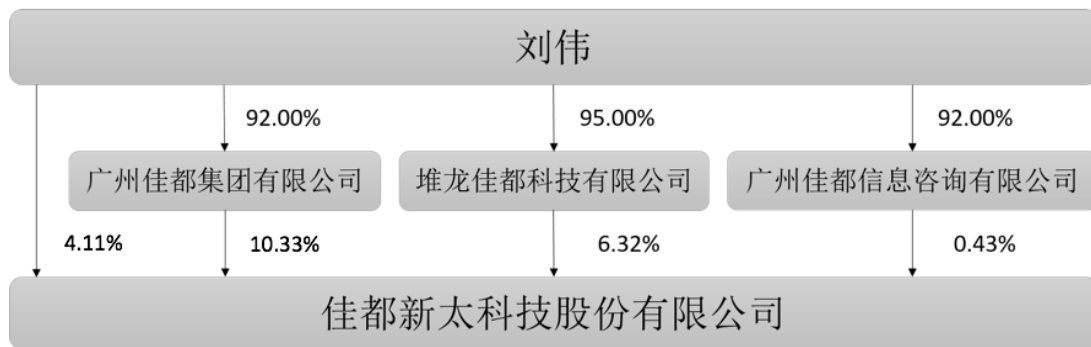 刘伟
92.00%
95.00%
92.00%
广州佳都集团有限公司
堆龙佳都科技有限公司
广州佳都信息咨询有限公司
4.11%
10.33%
6.32%
0.43%
佳都新太科技股份有限公司